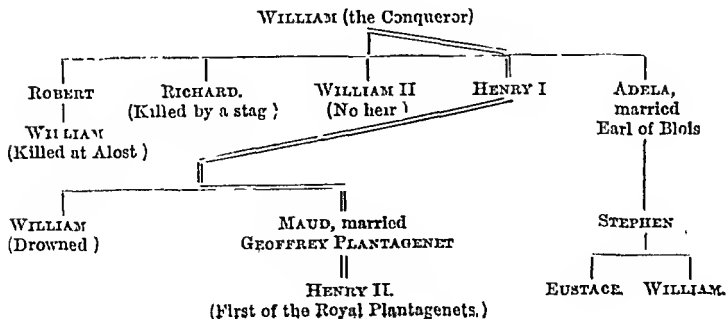 WILLIAM (the Conqueror)
ROBERT RICHARD. WILLIAM II HENRY I ADELA,
(Killed by a stag) (No heir) married
WILLIAM Earl of Blois
(Killed at Alost)
WILLIAM MAUD, married STEPHEN
(Drowned) GEOFFREY PLANTAGENET
HENRY II. EUSTACE. WILLIAM.
(First of the Royal Plantagenets.)